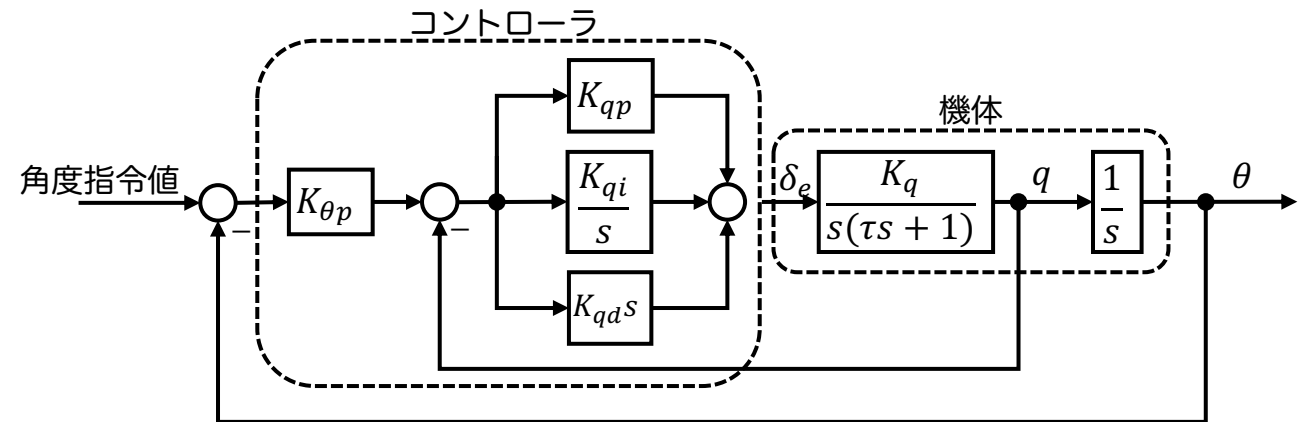 コントローラ
機体
角度指令値
−
K_{θp}
−
K_{qp}
K_{qi}
s
K_{qd}s
δ_e
K_q
s(τs + 1)
q
1
s
θ